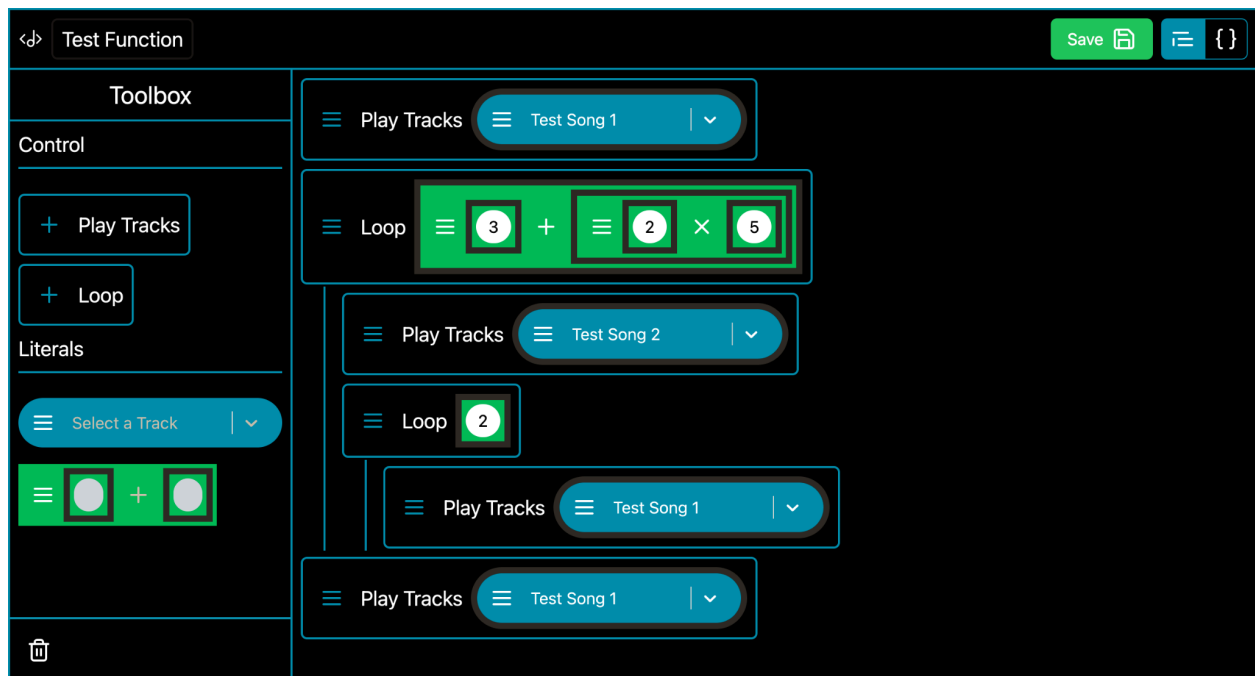 Test Function
Save
{ }
Toolbox
Control
+ Play Tracks
+ Loop
Literals
Select a Track
+
Play Tracks Test Song 1
Loop 3 + 2 × 5
Play Tracks Test Song 2
Loop 2
Play Tracks Test Song 1
Play Tracks Test Song 1